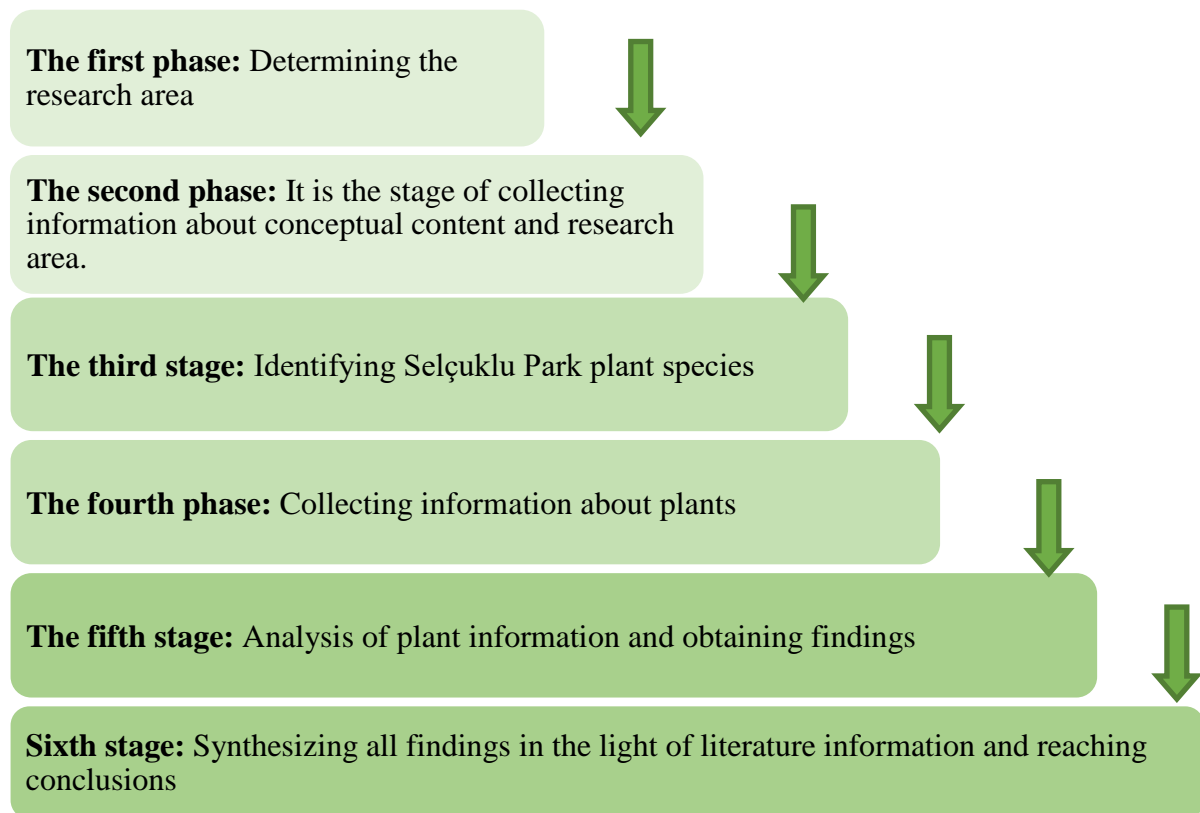 The first phase: Determining the
research area
The second phase: It is the stage of collecting
information about conceptual content and research
area.
The third stage: Identifying Selçuklu Park plant species
The fourth phase: Collecting information about plants
The fifth stage: Analysis of plant information and obtaining findings
Sixth stage: Synthesizing all findings in the light of literature information and reaching
conclusions